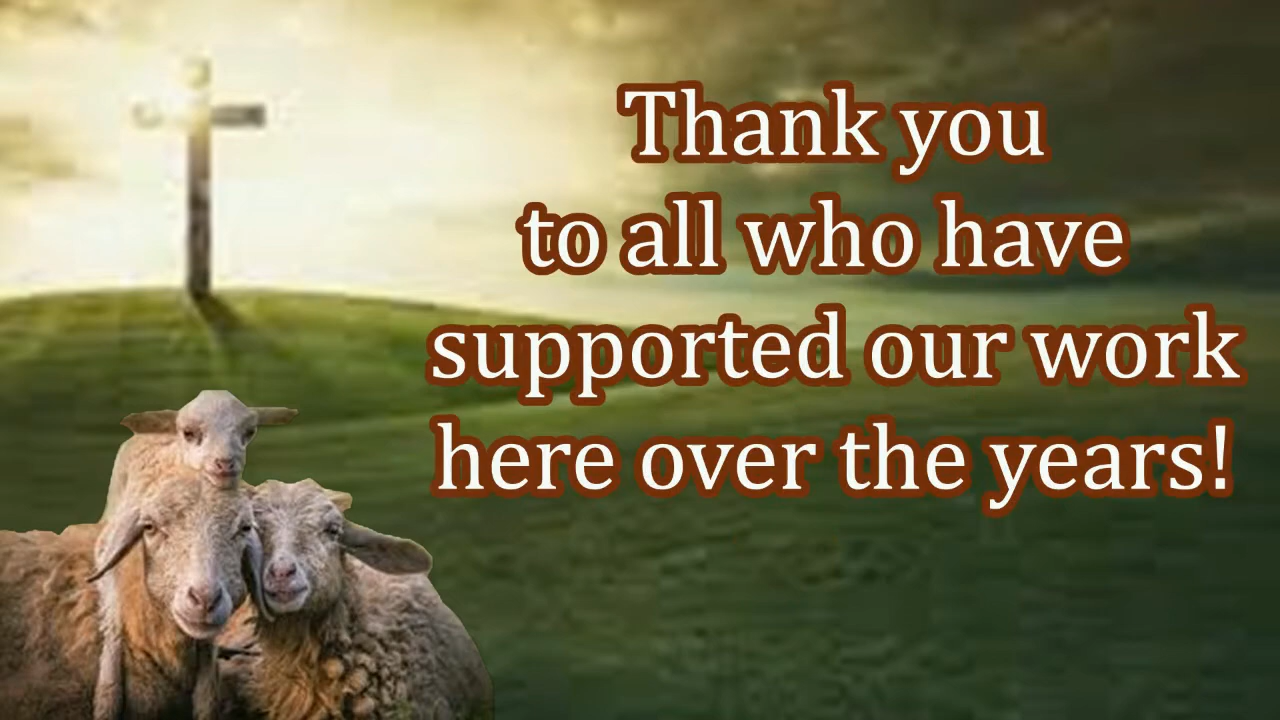 Thank you
to all who have
supported our work
here over the years!